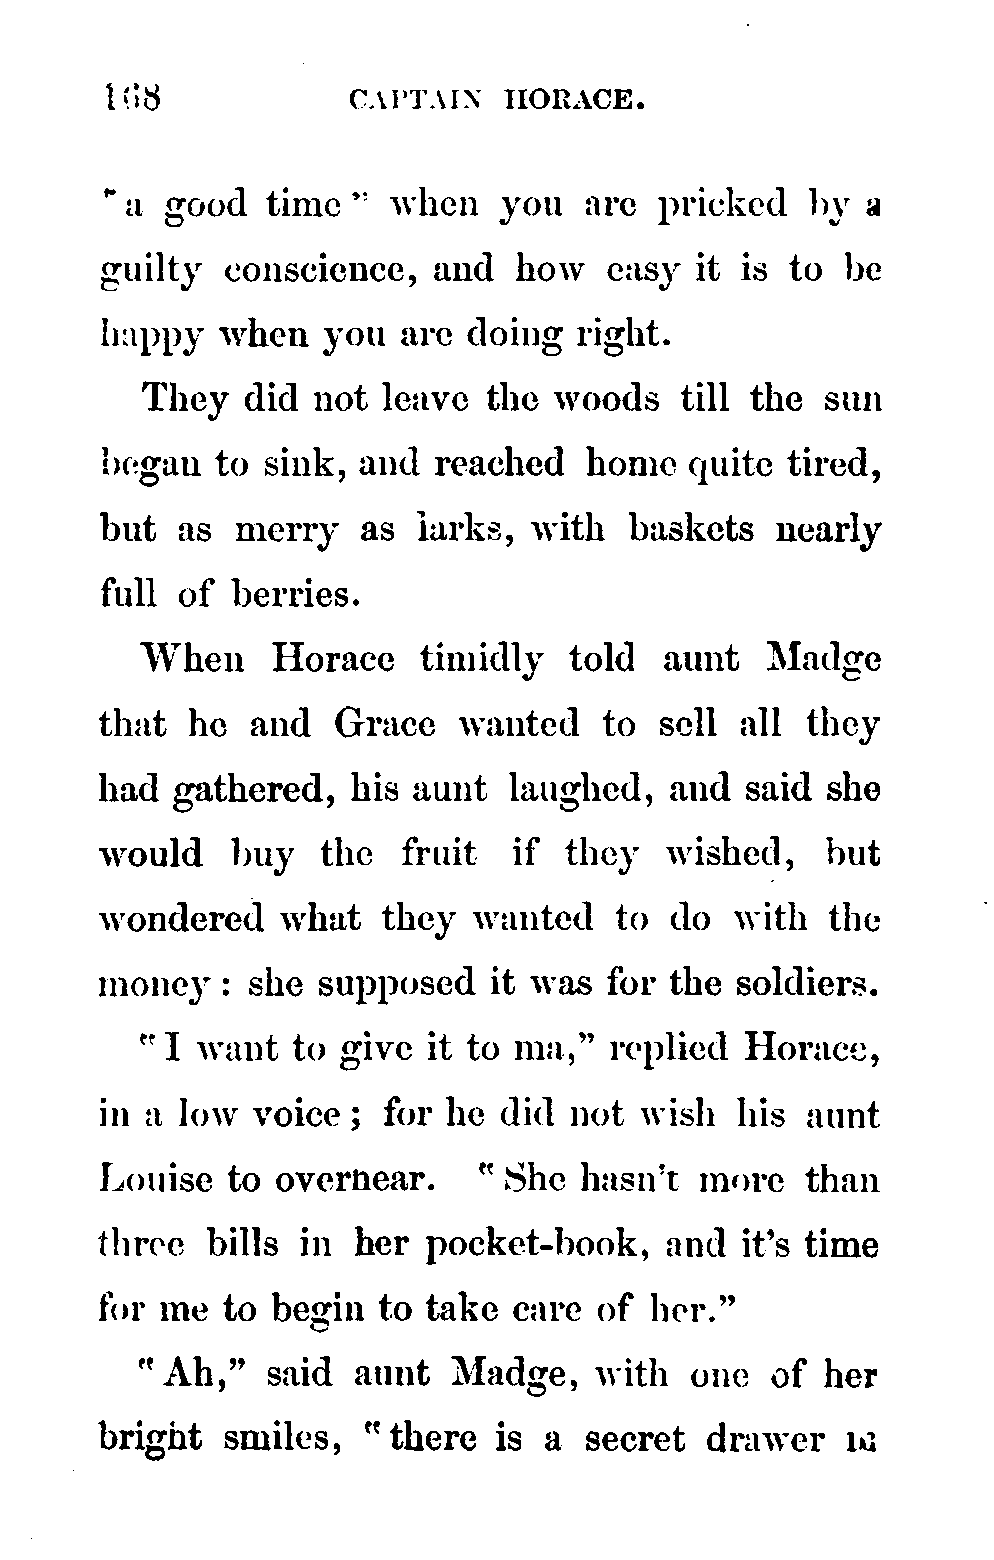 168 CAPTAIN HORACE.
"a good time" when you are pricked by a
guilty conscience, and how easy it is to be
happy when you are doing right.
They did not leave the woods till the sun
began to sink, and reached home quite tired,
but as merry as larks, with baskets nearly
full of berries.
When Horace timidly told aunt Madge
that he and Grace wanted to sell all they
had gathered, his aunt laughed, and said she
would buy the fruit if they wished, but
wondered what they wanted to do with the
money: she supposed it was for the soldiers.
"I want to give it to ma," replied Horace,
in a low voice; for he did not wish his aunt
Louise to overhear. "She hasn't more than
three bills in her pocket-book, and it's time
for me to begin to take care of her."
"Ah," said aunt Madge, with one of her
bright smiles, "there is a secret drawer in